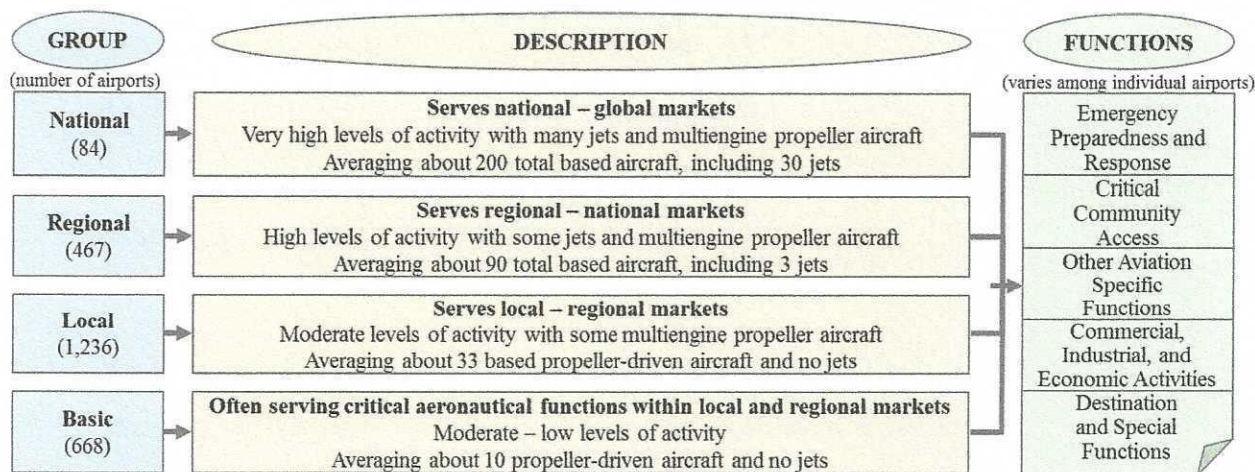 GROUP
(number of airports)
DESCRIPTION
FUNCTIONS
(varies among individual airports)
National
(84)
Serves national – global markets
Very high levels of activity with many jets and multiengine propeller aircraft
Averaging about 200 total based aircraft, including 30 jets
Regional
(467)
Serves regional – national markets
High levels of activity with some jets and multiengine propeller aircraft
Averaging about 90 total based aircraft, including 3 jets
Local
(1,236)
Serves local – regional markets
Moderate levels of activity with some multiengine propeller aircraft
Averaging about 33 based propeller-driven aircraft and no jets
Basic
(668)
Often serving critical aeronautical functions within local and regional markets
Moderate – low levels of activity
Averaging about 10 propeller-driven aircraft and no jets
Emergency
Preparedness and
Response
Critical
Community
Access
Other Aviation
Specific
Functions
Commercial,
Industrial, and
Economic Activities
Destination
and Special
Functions